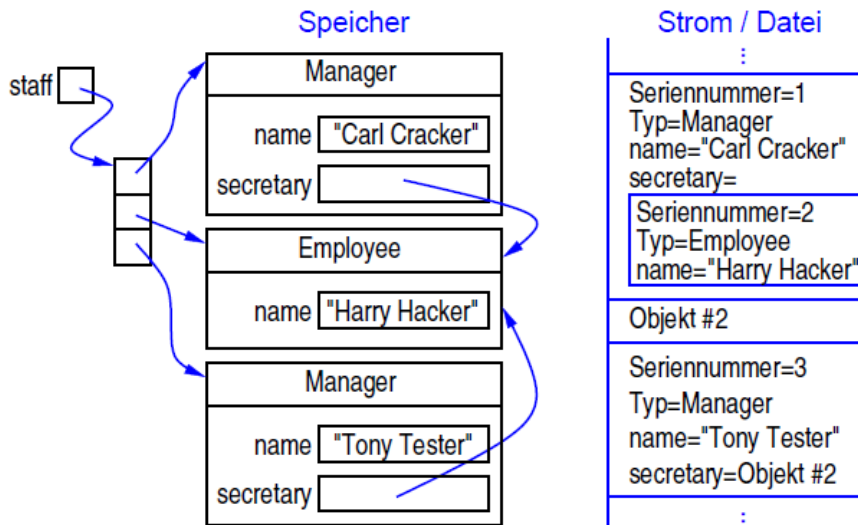 Speicher
staff
Manager
name "Carl Cracker"
secretary
Employee
name "Harry Hacker"
Manager
name "Tony Tester"
secretary
Strom / Datei
⋮
Seriennummer=1
Typ=Manager
name="Carl Cracker"
secretary=
Seriennummer=2
Typ=Employee
name="Harry Hacker"
Objekt #2
Seriennummer=3
Typ=Manager
name="Tony Tester"
secretary=Objekt #2
⋮